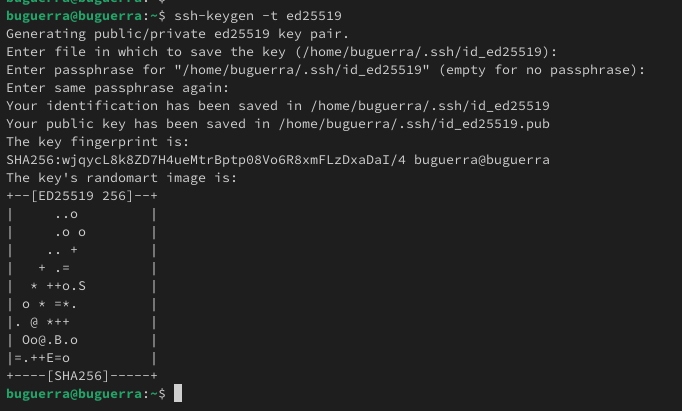 buguerra@buguerra:~$ ssh-keygen -t ed25519
Generating public/private ed25519 key pair.
Enter file in which to save the key (/home/buguerra/.ssh/id_ed25519):
Enter passphrase for "/home/buguerra/.ssh/id_ed25519" (empty for no passphrase):
Enter same passphrase again:
Your identification has been saved in /home/buguerra/.ssh/id_ed25519
Your public key has been saved in /home/buguerra/.ssh/id_ed25519.pub
The key fingerprint is:
SHA256:wjqycL8k8ZD7H4ueMtrBptp08Vo6R8xmFLzDxaDaI/4 buguerra@buguerra
The key's randomart image is:
+--[ED25519 256]--+
|     ..o         |
|     .o o        |
|    .. +         |
|   + .=          |
|  * ++o.S        |
| o * =*.         |
|. @ *++          |
| Oo@.B.o         |
|=.++E=o          |
+----[SHA256]-----+
buguerra@buguerra:~$